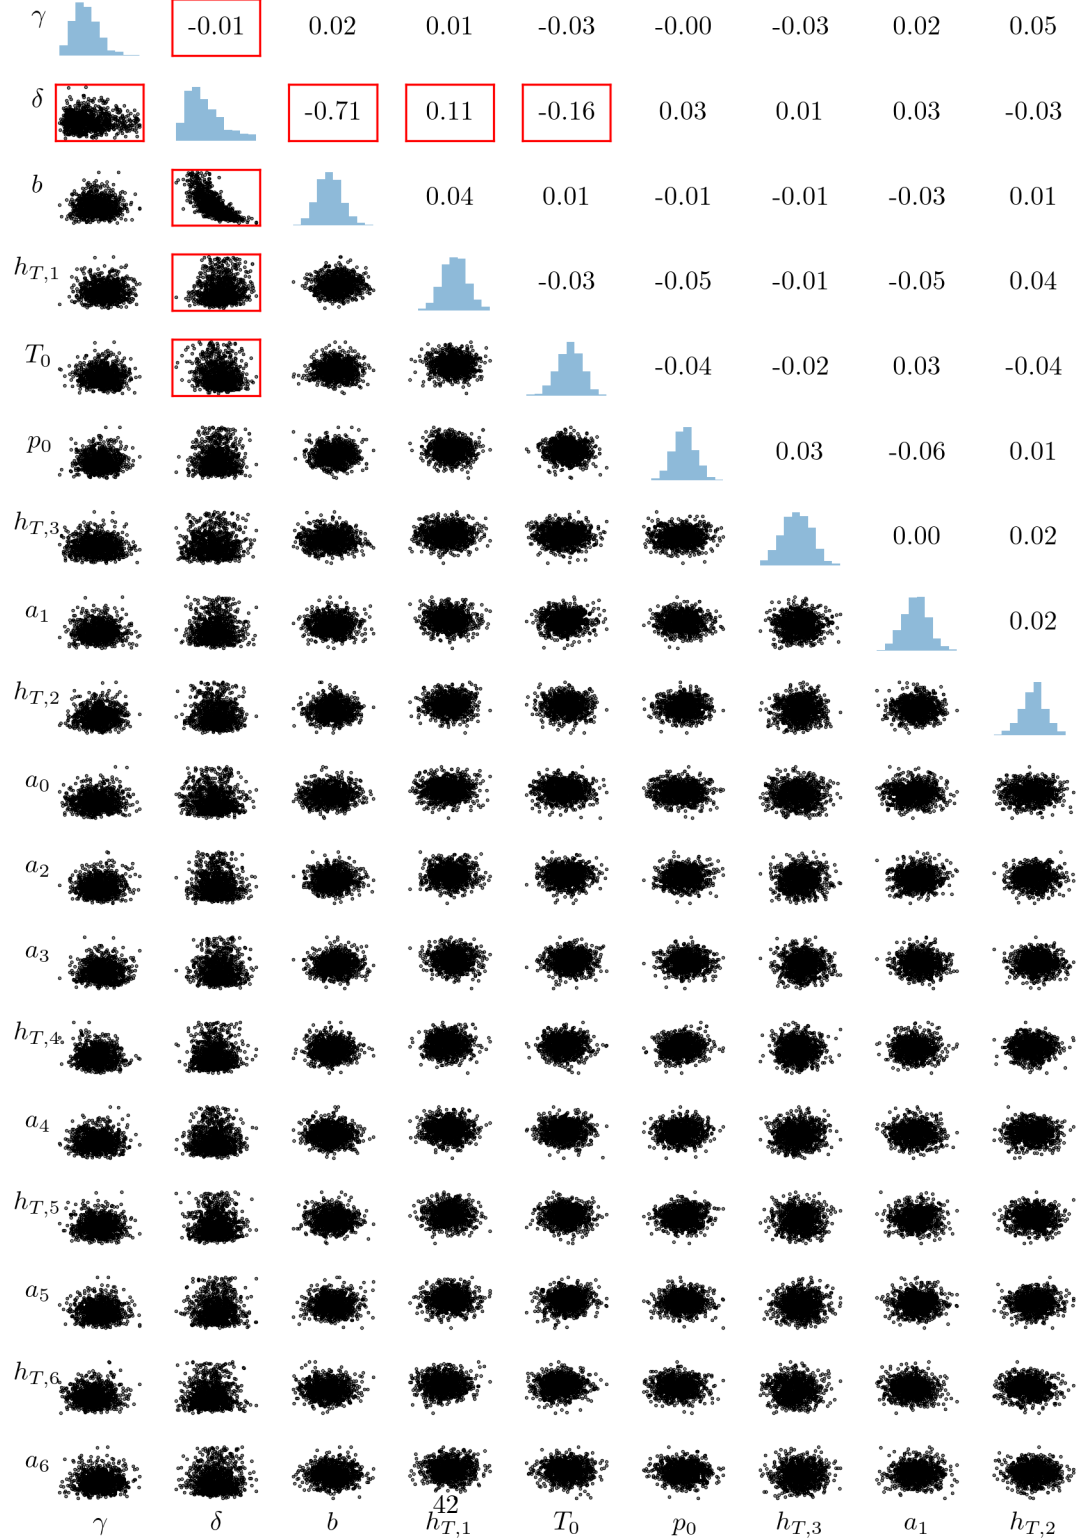 γ -0.01 0.02 0.01 -0.03 -0.00 -0.03 0.02 0.05
δ -0.71 0.11 -0.16 0.03 0.01 0.03 -0.03
b 0.04 0.01 -0.01 -0.01 -0.03 0.01
h_{T,1} -0.03 -0.05 -0.01 -0.05 0.04
T_0 -0.04 -0.02 0.03 -0.04
p_0 0.03 -0.06 0.01
h_{T,3} 0.00 0.02
a_1 0.02
h_{T,2}
a_0
a_2
a_3
h_{T,4}
a_4
h_{T,5}
a_5
h_{T,6}
a_6
42
γ δ b h_{T,1} T_0 p_0 h_{T,3} a_1 h_{T,2}